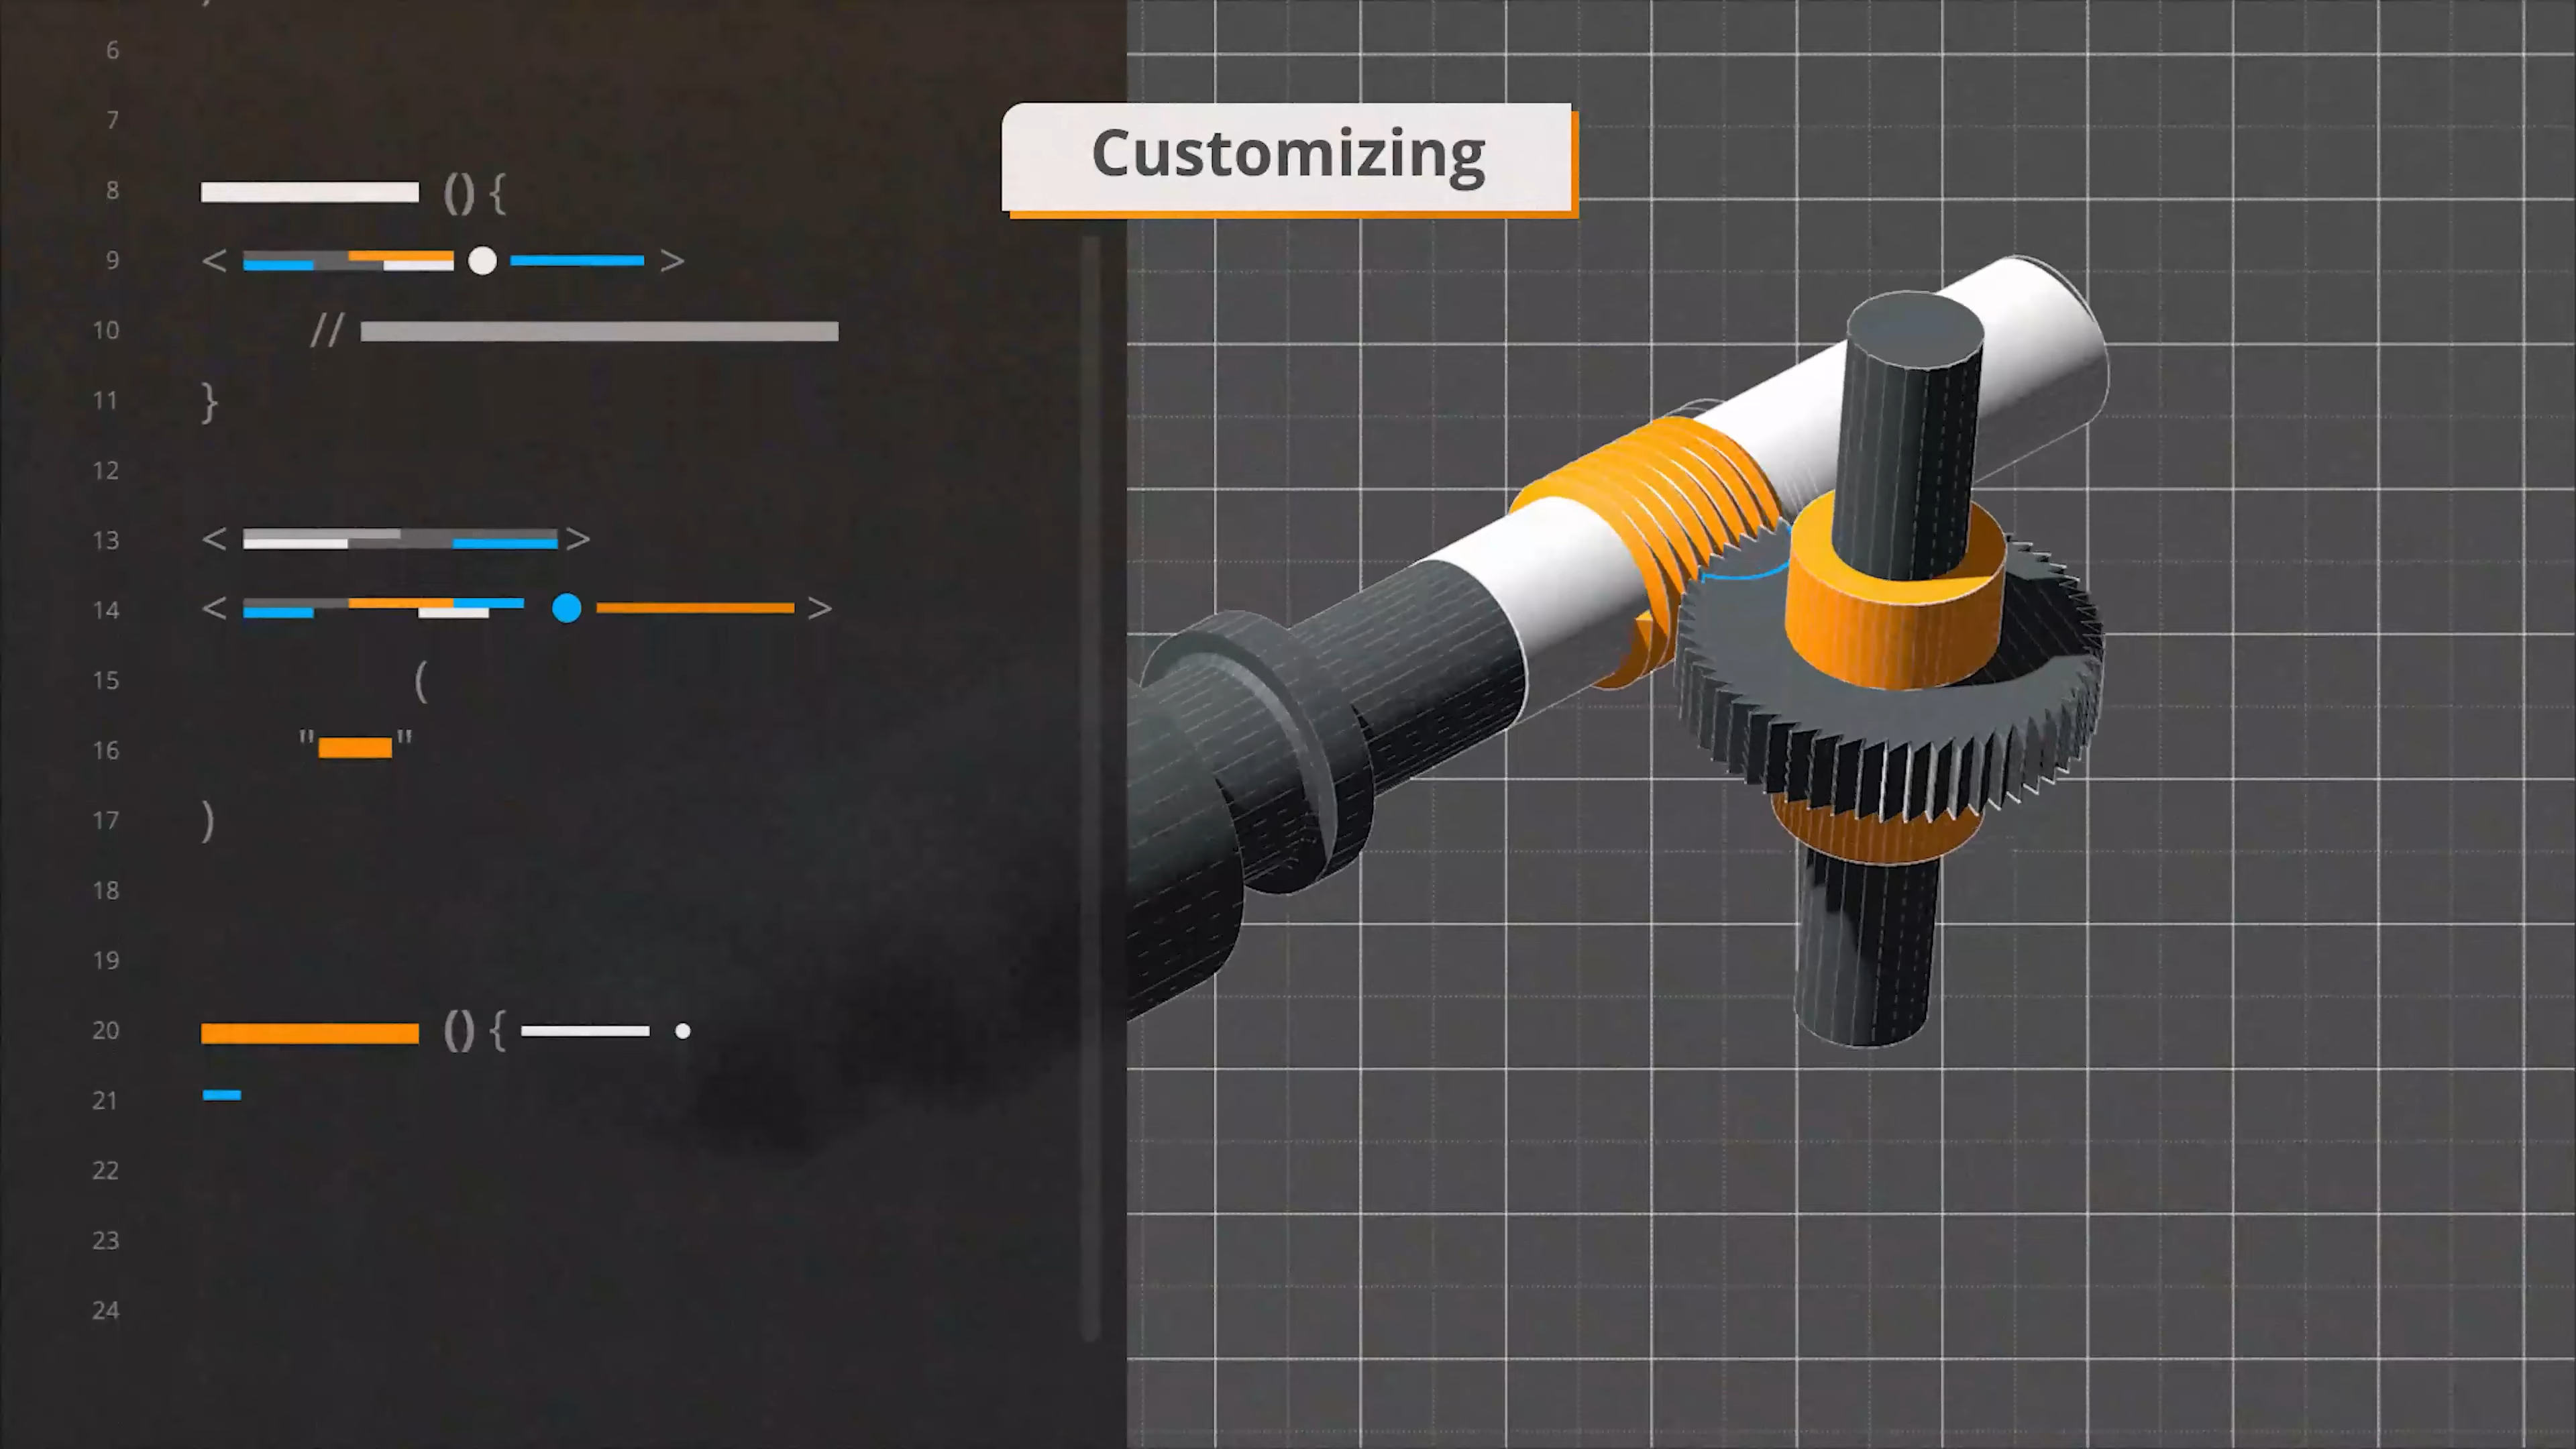 Customizing
6
7
8 () {
9 < >
10 //
11 }
12
13 < >
14 < >
15 (
16 " "
17 )
18
19
20 () {
21
22
23
24